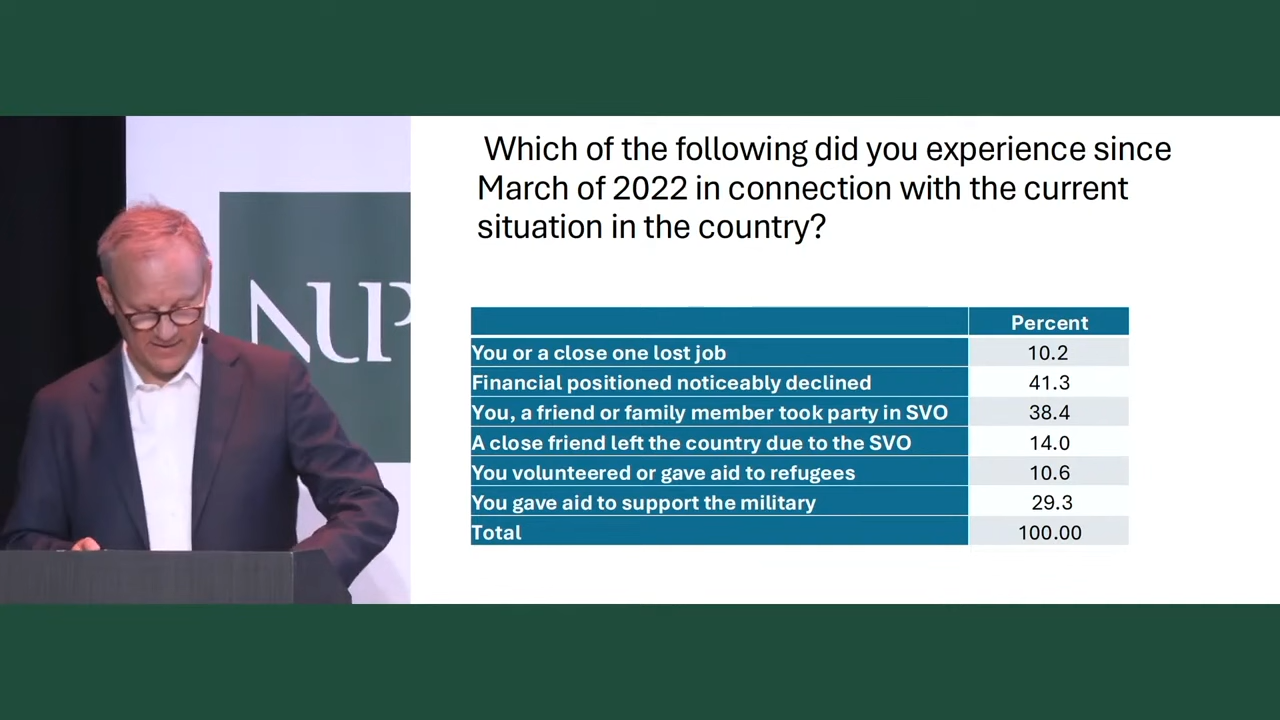 Which of the following did you experience since
March of 2022 in connection with the current
situation in the country?
NUP
Percent
You or a close one lost job 10.2
Financial positioned noticeably declined 41.3
You, a friend or family member took party in SVO 38.4
A close friend left the country due to the SVO 14.0
You volunteered or gave aid to refugees 10.6
You gave aid to support the military 29.3
Total 100.00